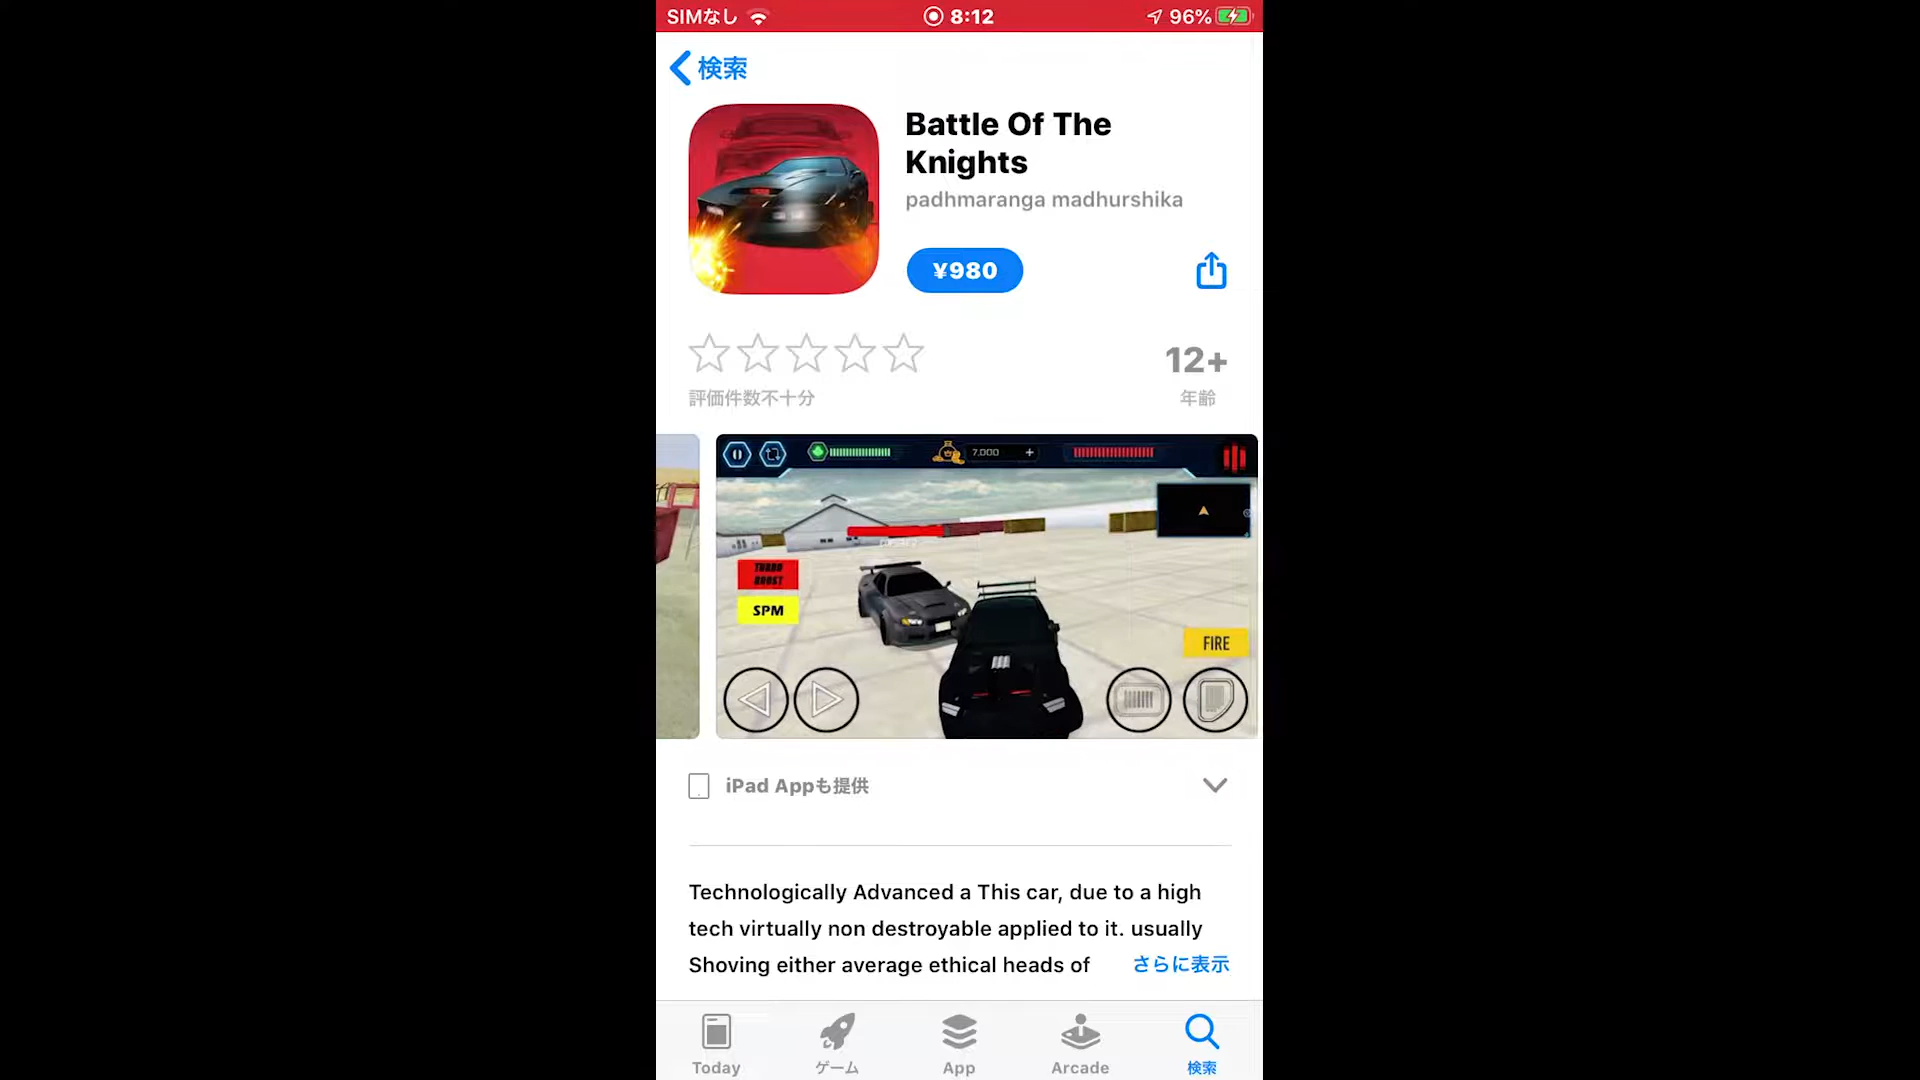 SIMなし 8:12 96%
検索
Battle Of The
Knights
padhmaranga madhurshika
¥980
12+
評価件数不十分
年齢
7,000 +
TURBO
BOOST
SPM
FIRE
iPad Appも提供
Technologically Advanced a This car, due to a high
tech virtually non destroyable applied to it. usually
Shoving either average ethical heads of さらに表示
Today ゲーム App Arcade 検索